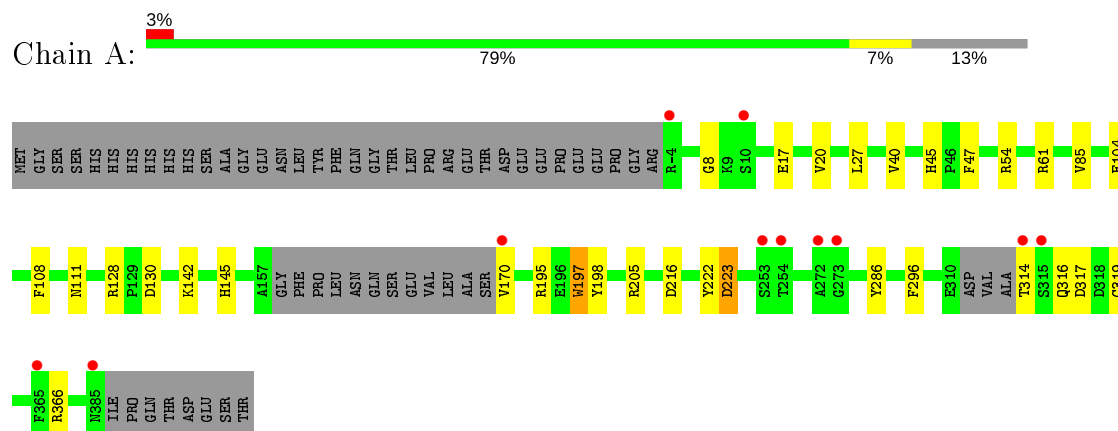 3%
Chain A:
79% 7% 13%
MET GLY SER SER HIS HIS HIS HIS HIS HIS SER ALA GLY GLU ASN LEU TYR PHE GLN GLY THR LEU PRO ARG GLU THR ASP GLU GLU PRO GLU GLU PRO GLY ARG R-4 G8 K9 S10 E17 V20 L27 V40 H45 P46 F47 R54 R61 V85
F108 N111 R128 P129 D130 K142 H145 A157 GLY PHE PRO LEU ASN GLN SER GLU VAL LEU ALA SER V170 R195 E196 W197 Y198 R205 D216 Y222 D223 S253 T254 A272 G273 Y286 F296 E310 ASP VAL ALA T314 S315 Q316 D317 D318
F365 R366 N385 ILE PRO GLN THR ASP GLU SER THR